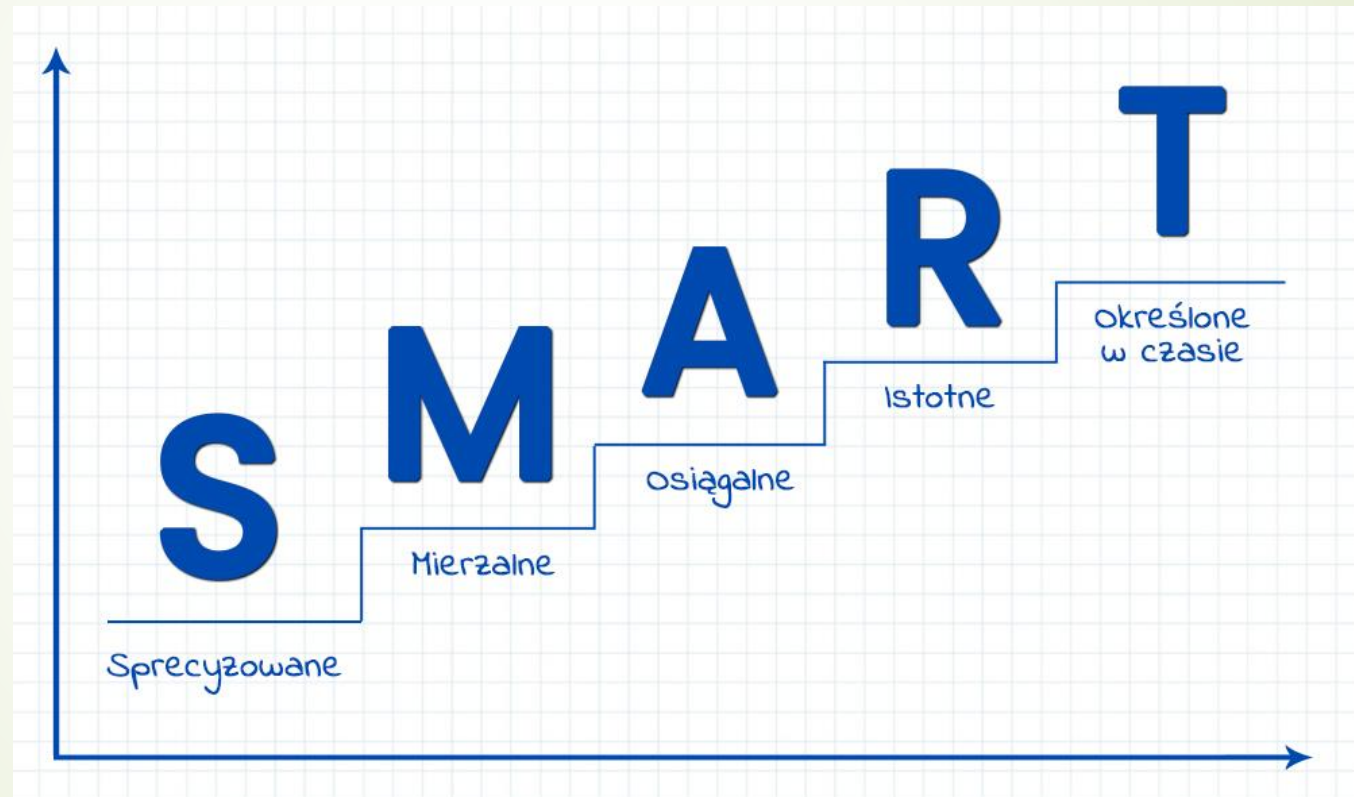 S
Sprecyzowane
M
Mierzalne
A
Osiągalne
R
Istotne
T
Określone
w czasie